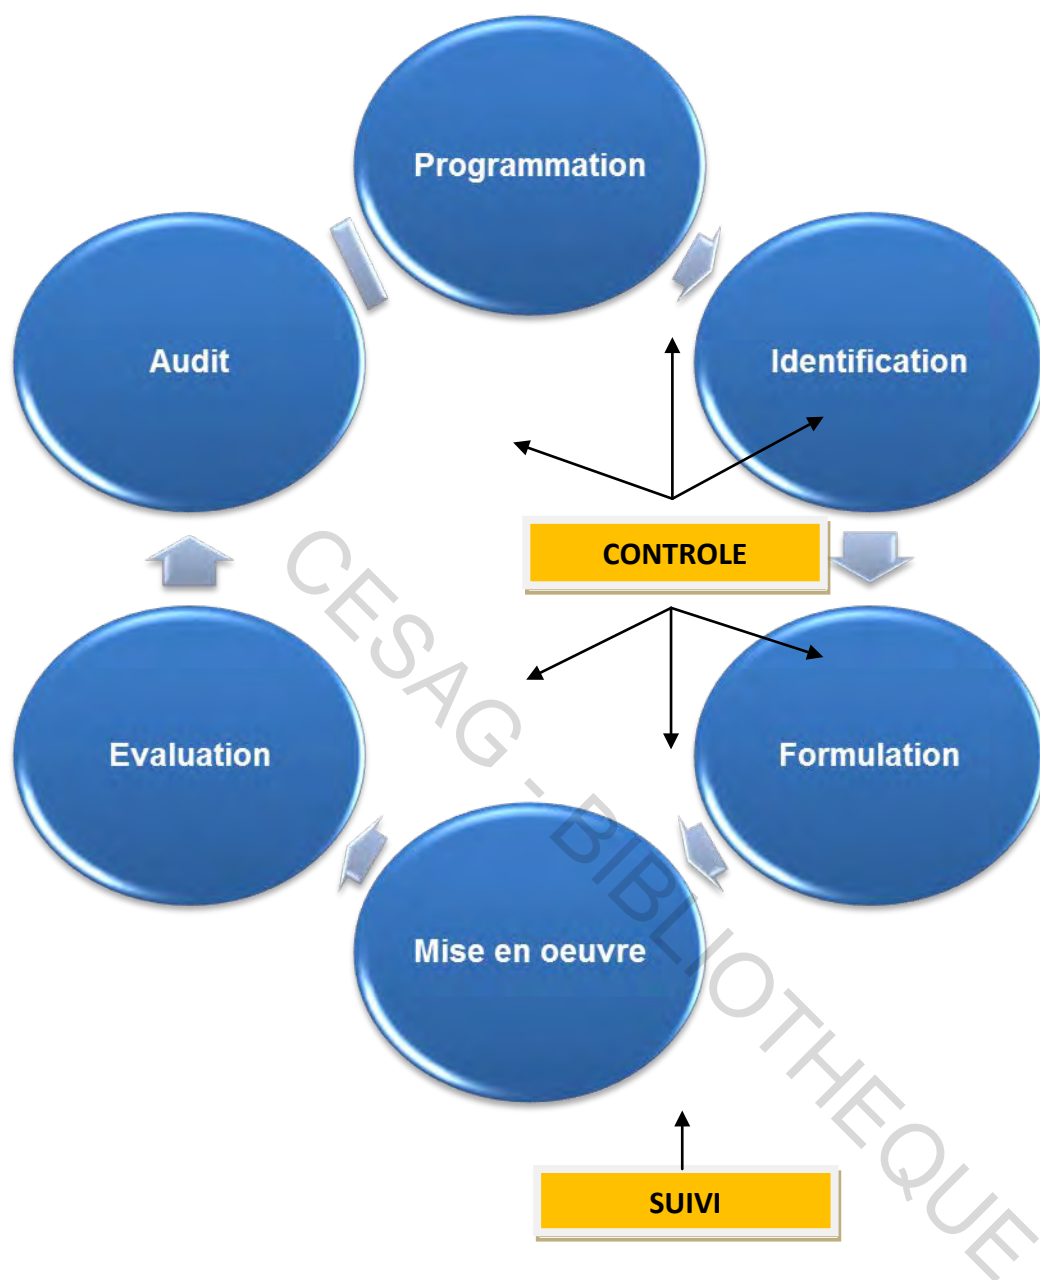 Programmation
Audit
Identification
CONTROLE
Evaluation
Formulation
Mise en oeuvre
SUIVI
CESAG - BIBLIOTHEQUE